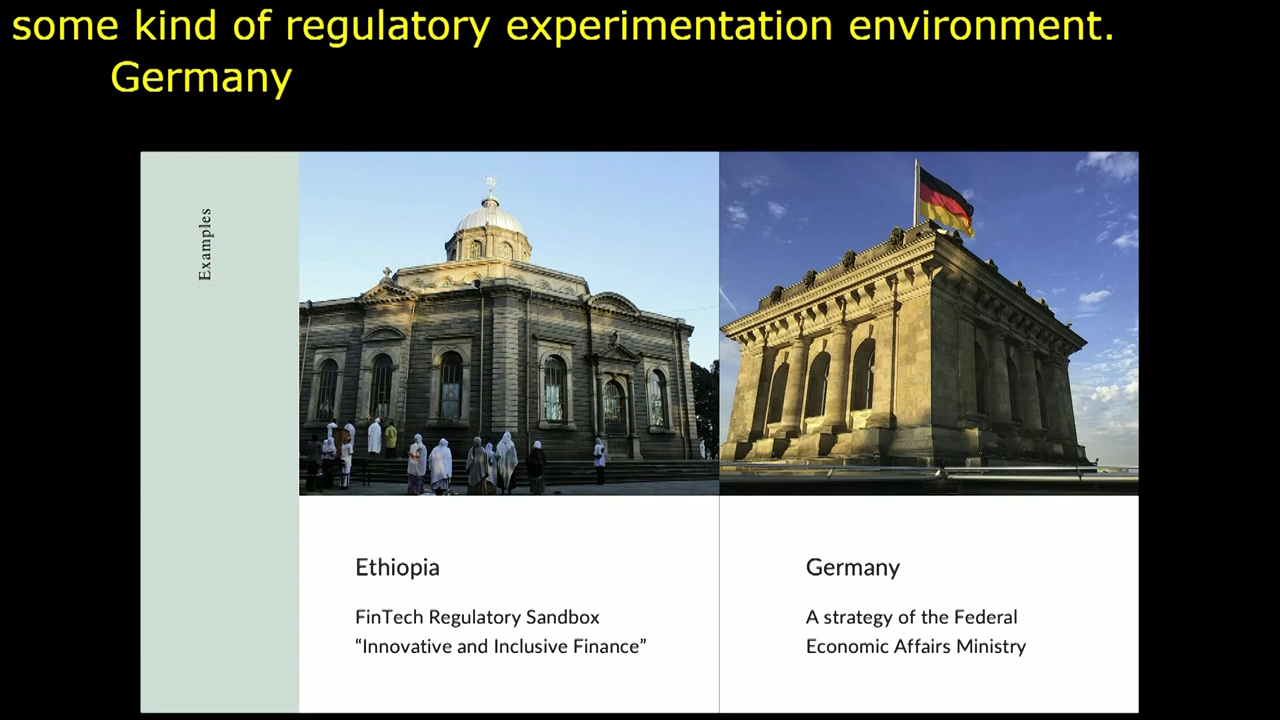 some kind of regulatory experimentation environment.
Germany
Examples
Ethiopia
FinTech Regulatory Sandbox
“Innovative and Inclusive Finance”
Germany
A strategy of the Federal
Economic Affairs Ministry